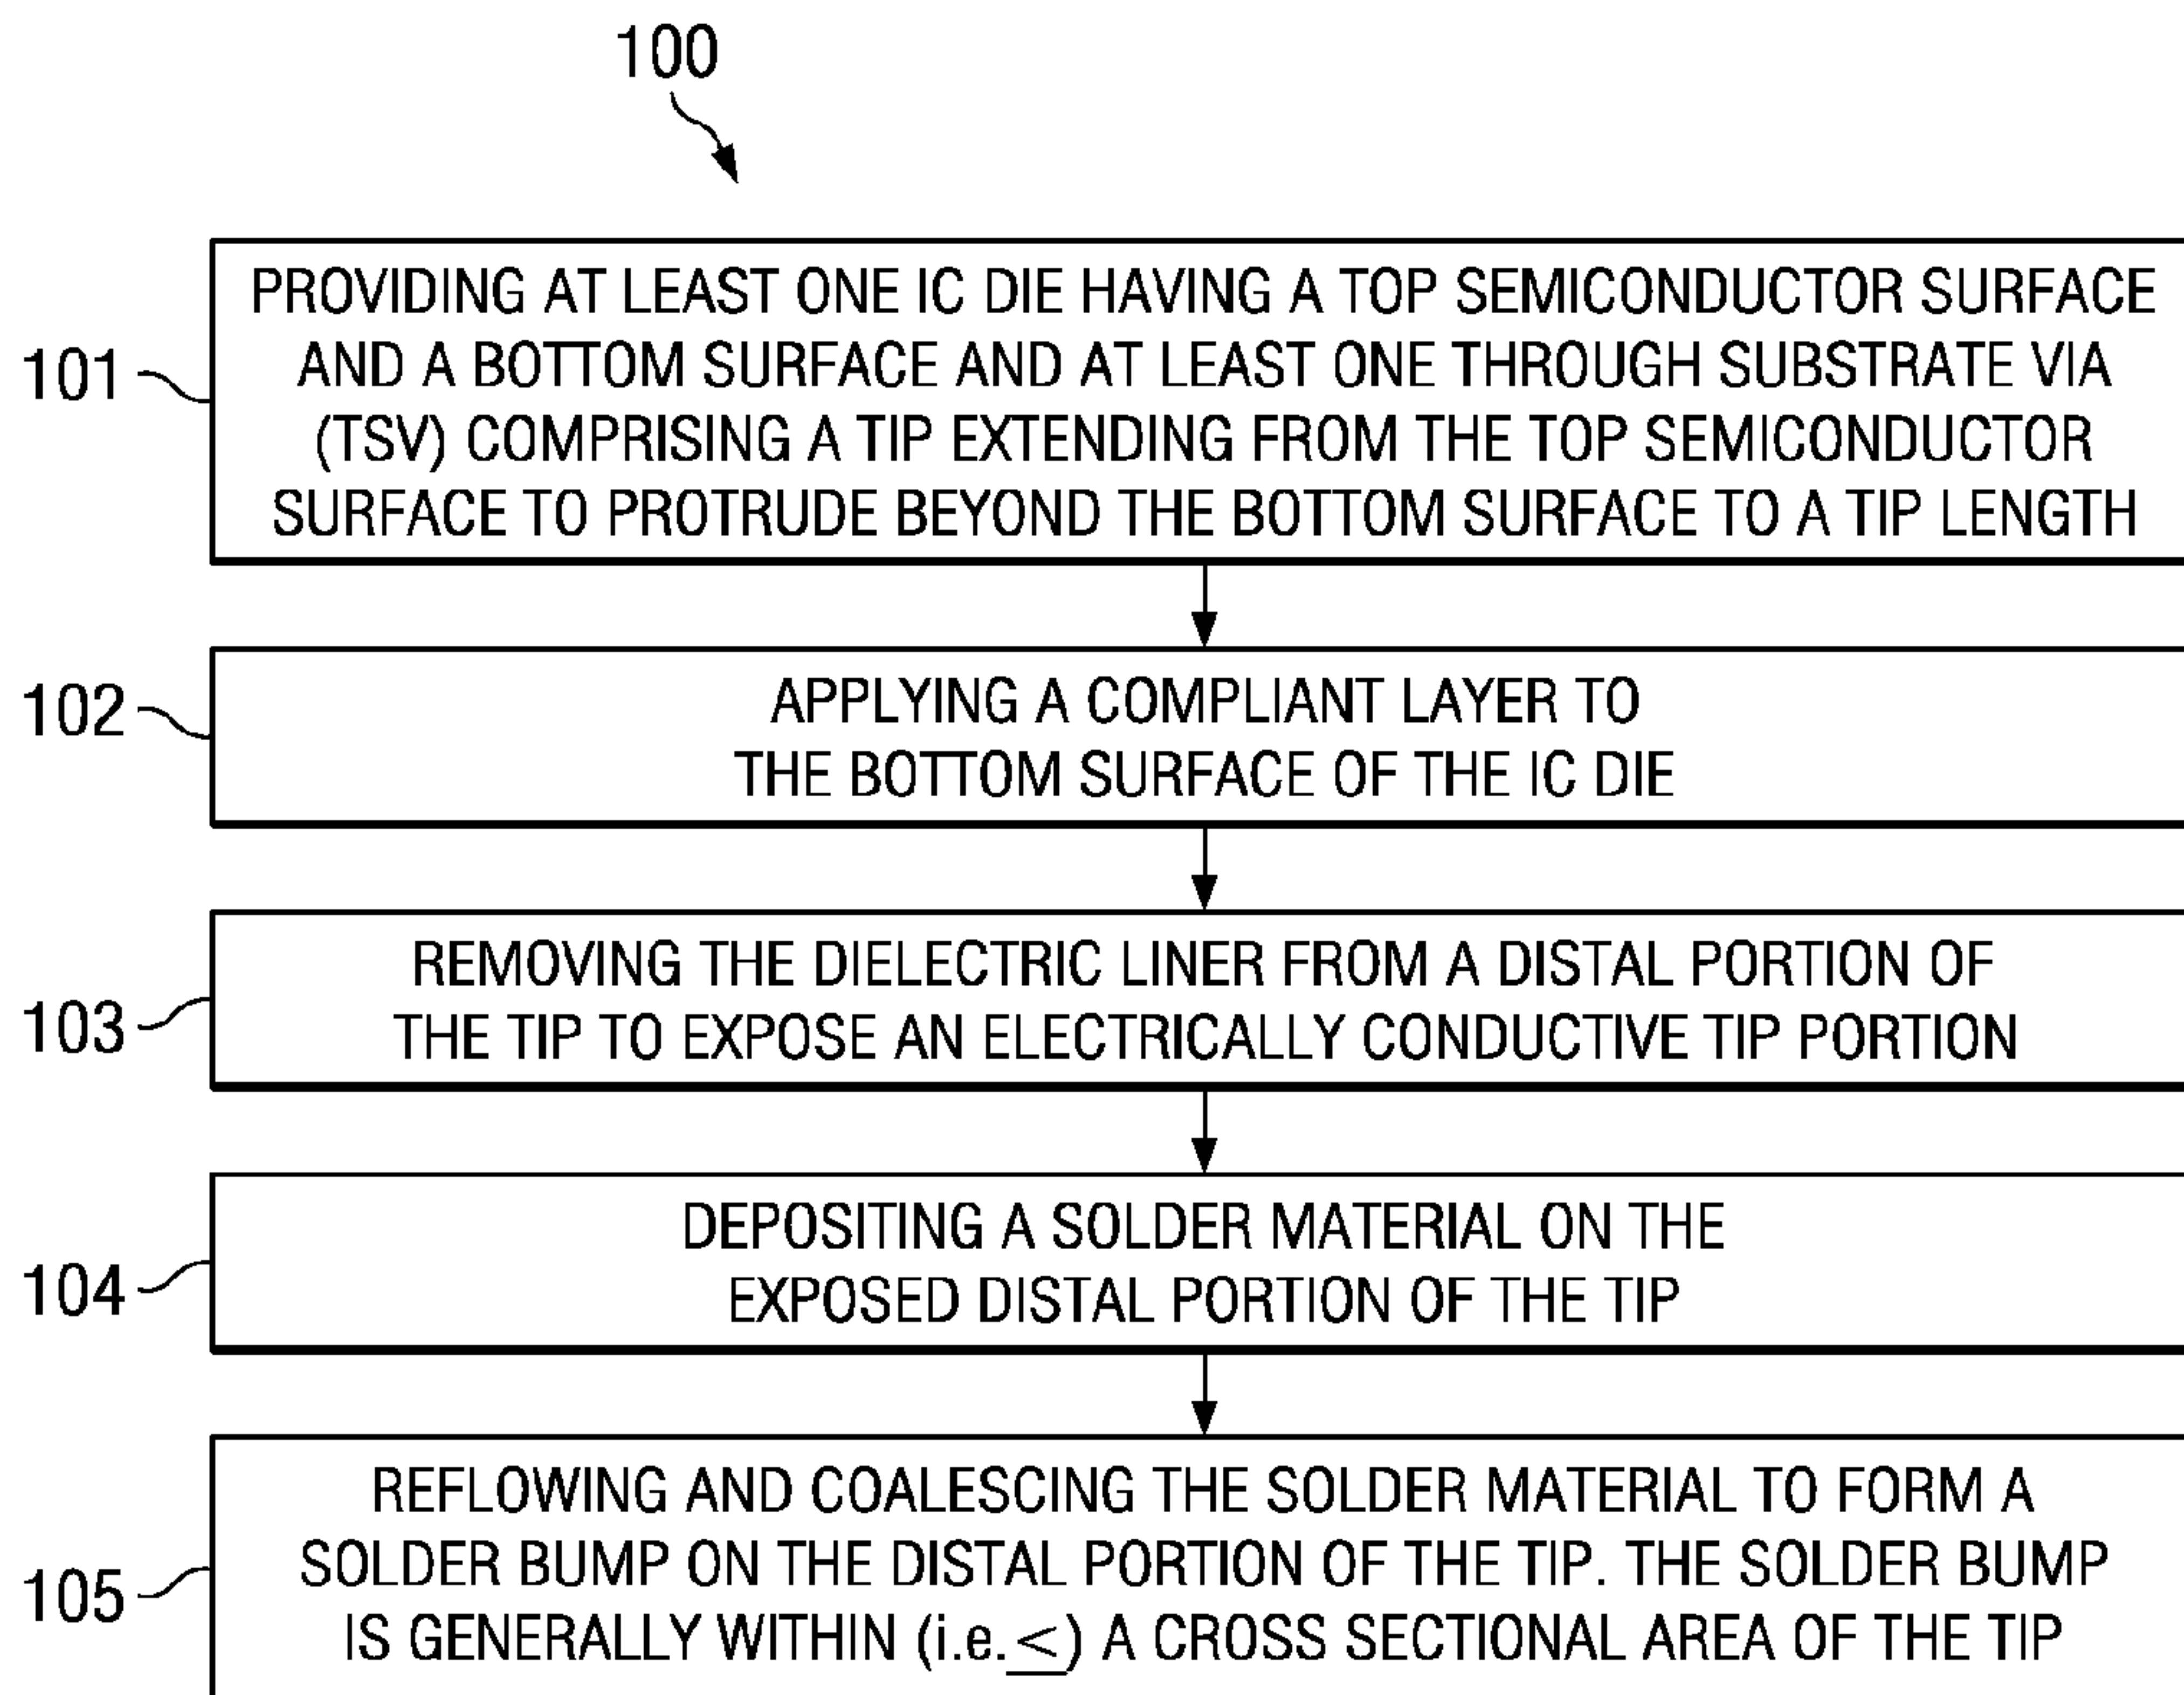 100
101
PROVIDING AT LEAST ONE IC DIE HAVING A TOP SEMICONDUCTOR SURFACE
AND A BOTTOM SURFACE AND AT LEAST ONE THROUGH SUBSTRATE VIA
(TSV) COMPRISING A TIP EXTENDING FROM THE TOP SEMICONDUCTOR
SURFACE TO PROTRUDE BEYOND THE BOTTOM SURFACE TO A TIP LENGTH
102
APPLYING A COMPLIANT LAYER TO
THE BOTTOM SURFACE OF THE IC DIE
103
REMOVING THE DIELECTRIC LINER FROM A DISTAL PORTION OF
THE TIP TO EXPOSE AN ELECTRICALLY CONDUCTIVE TIP PORTION
104
DEPOSITING A SOLDER MATERIAL ON THE
EXPOSED DISTAL PORTION OF THE TIP
105
REFLOWING AND COALESCING THE SOLDER MATERIAL TO FORM A
SOLDER BUMP ON THE DISTAL PORTION OF THE TIP. THE SOLDER BUMP
IS GENERALLY WITHIN (i.e. ≤) A CROSS SECTIONAL AREA OF THE TIP